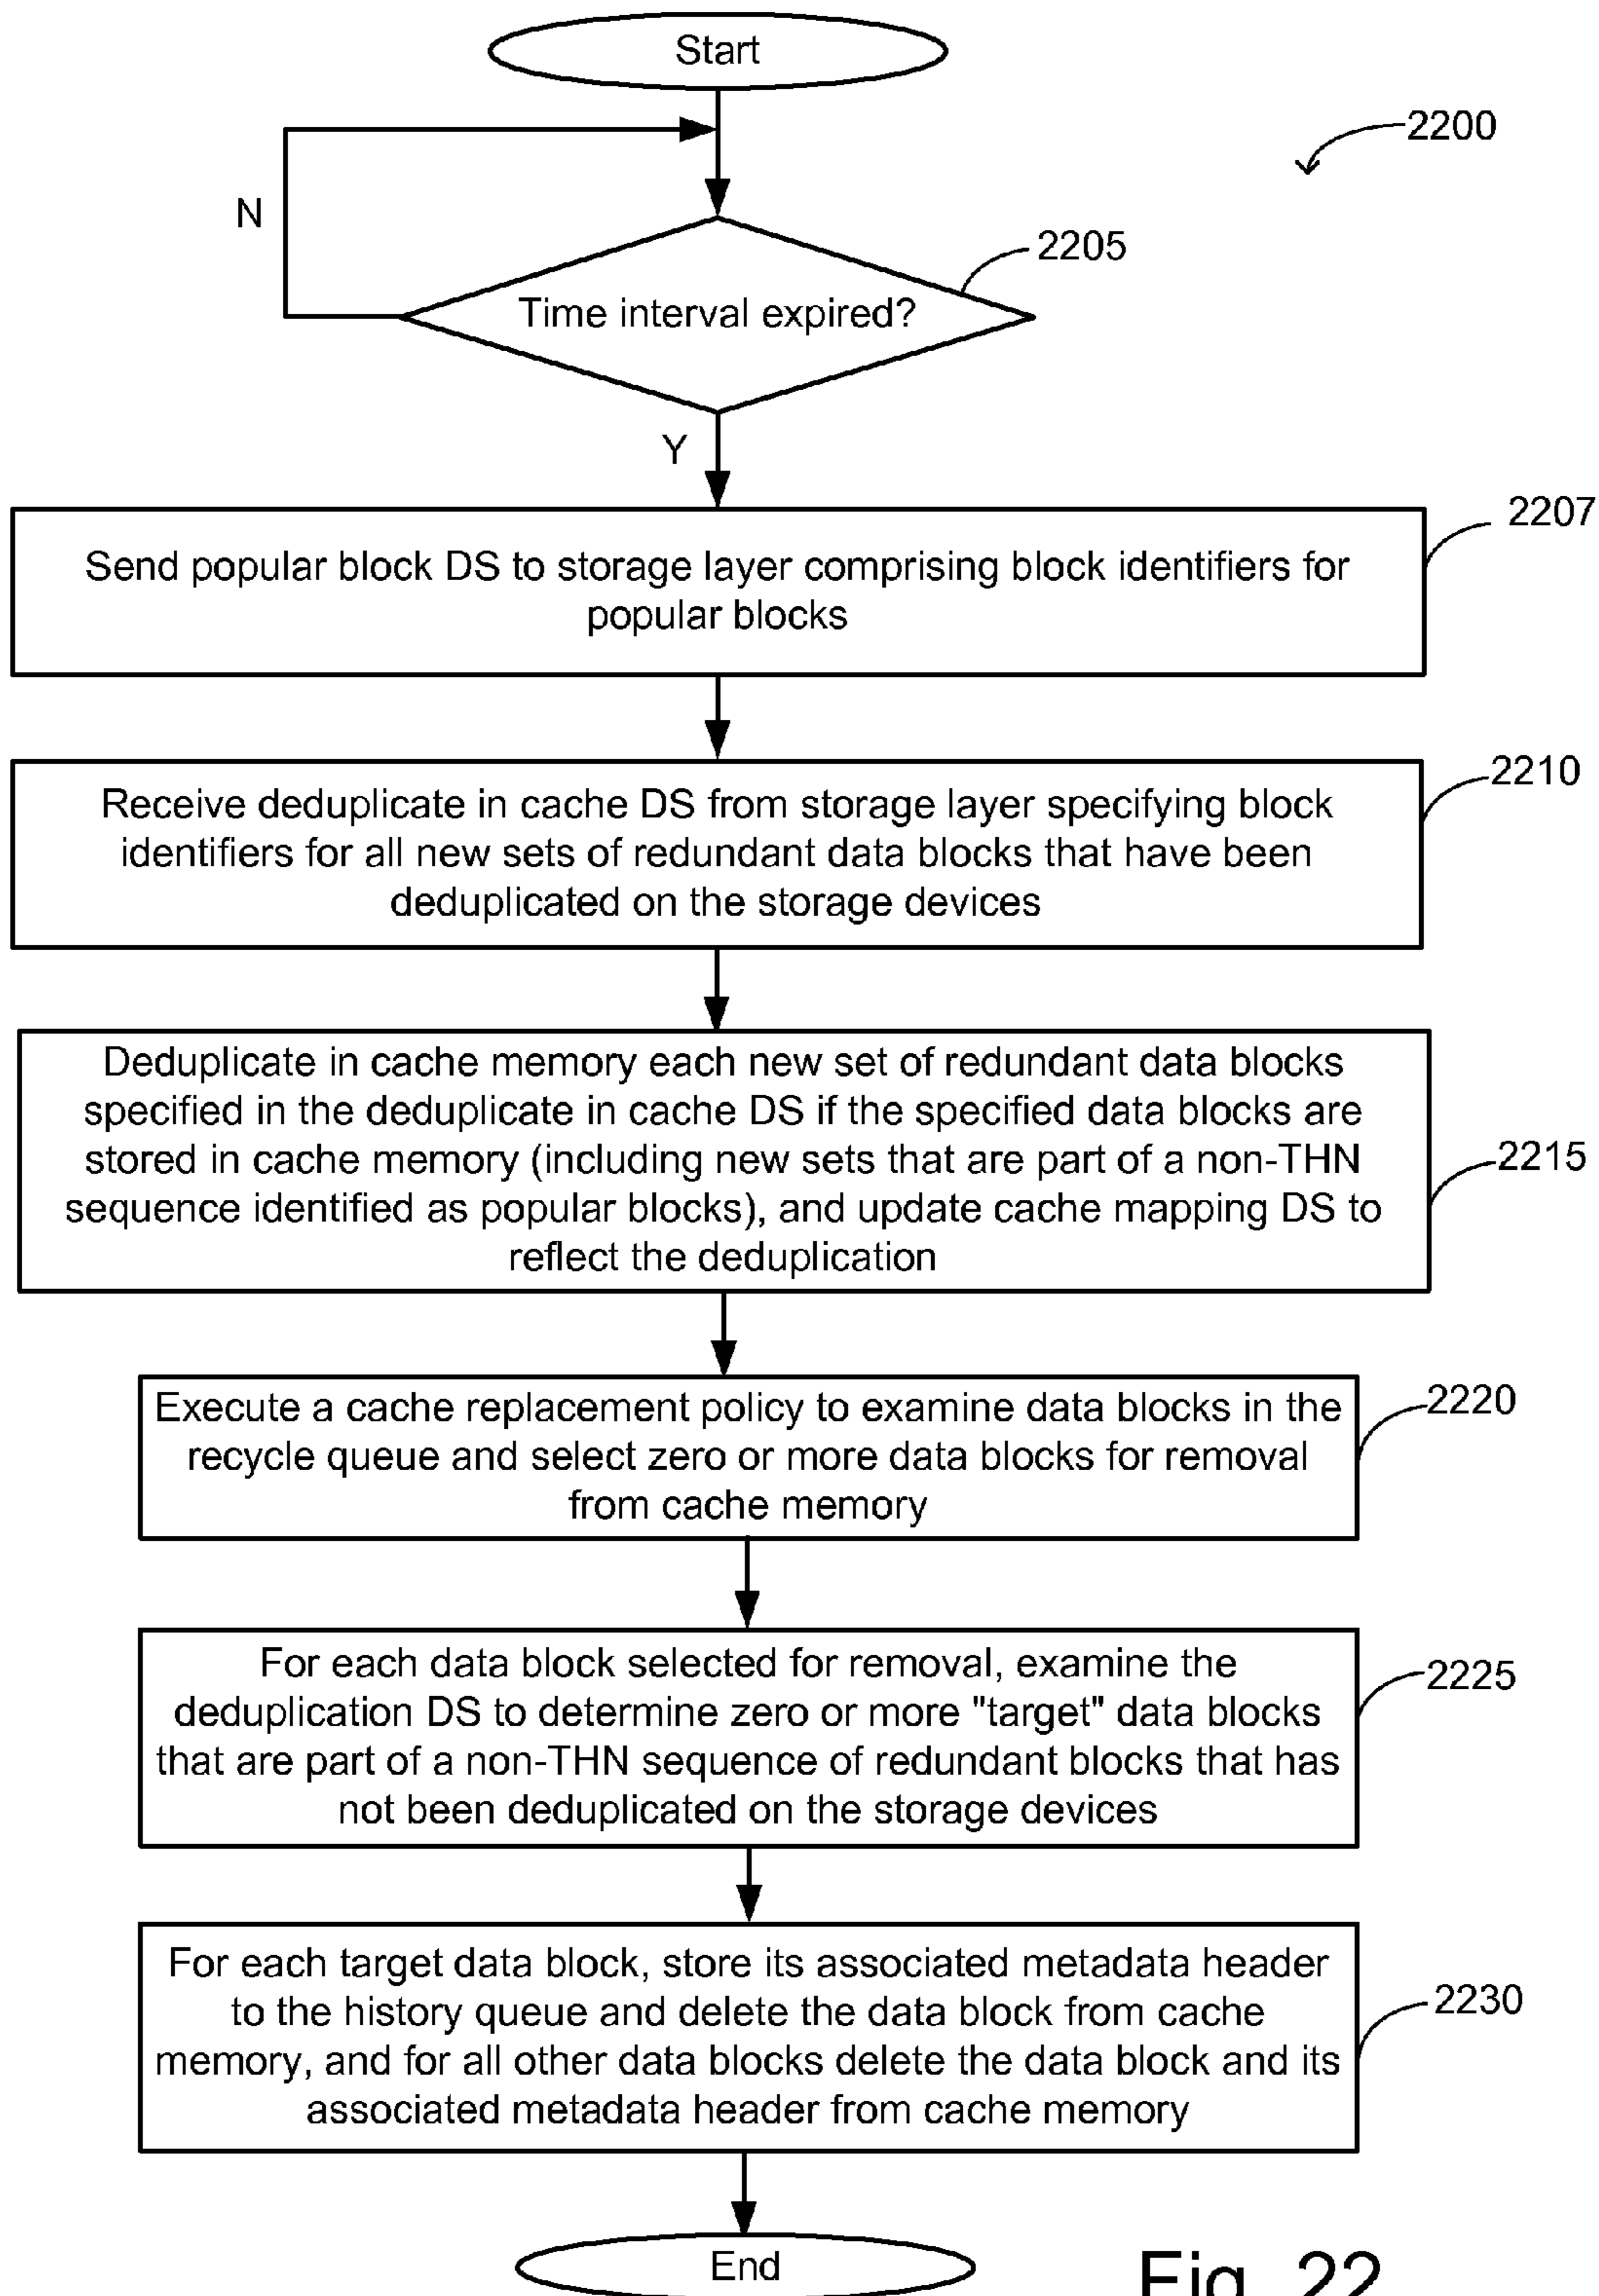 Start
2200
N
2205
Time interval expired?
Y
2207
Send popular block DS to storage layer comprising block identifiers for
popular blocks
2210
Receive deduplicate in cache DS from storage layer specifying block
identifiers for all new sets of redundant data blocks that have been
deduplicated on the storage devices
Deduplicate in cache memory each new set of redundant data blocks
specified in the deduplicate in cache DS if the specified data blocks are
stored in cache memory (including new sets that are part of a non-THN
2215
sequence identified as popular blocks), and update cache mapping DS to
reflect the deduplication
2220
Execute a cache replacement policy to examine data blocks in the
recycle queue and select zero or more data blocks for removal
from cache memory
For each data block selected for removal, examine the
2225
deduplication DS to determine zero or more "target" data blocks
that are part of a non-THN sequence of redundant blocks that has
not been deduplicated on the storage devices
For each target data block, store its associated metadata header
2230
to the history queue and delete the data block from cache
memory, and for all other data blocks delete the data block and its
associated metadata header from cache memory
End
Fig. 22